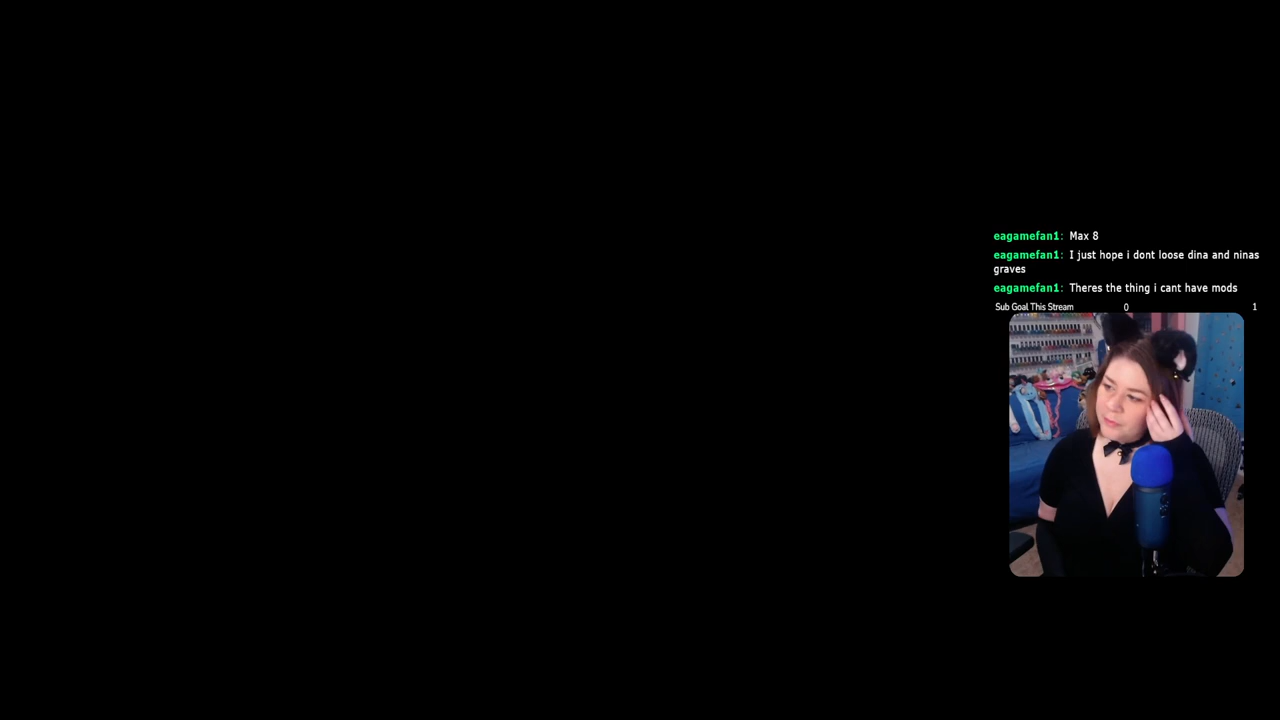 eagamefan1: Max 8
eagamefan1: I just hope i dont loose dina and ninas
graves
eagamefan1: Theres the thing i cant have mods
Sub Goal This Stream 0 1